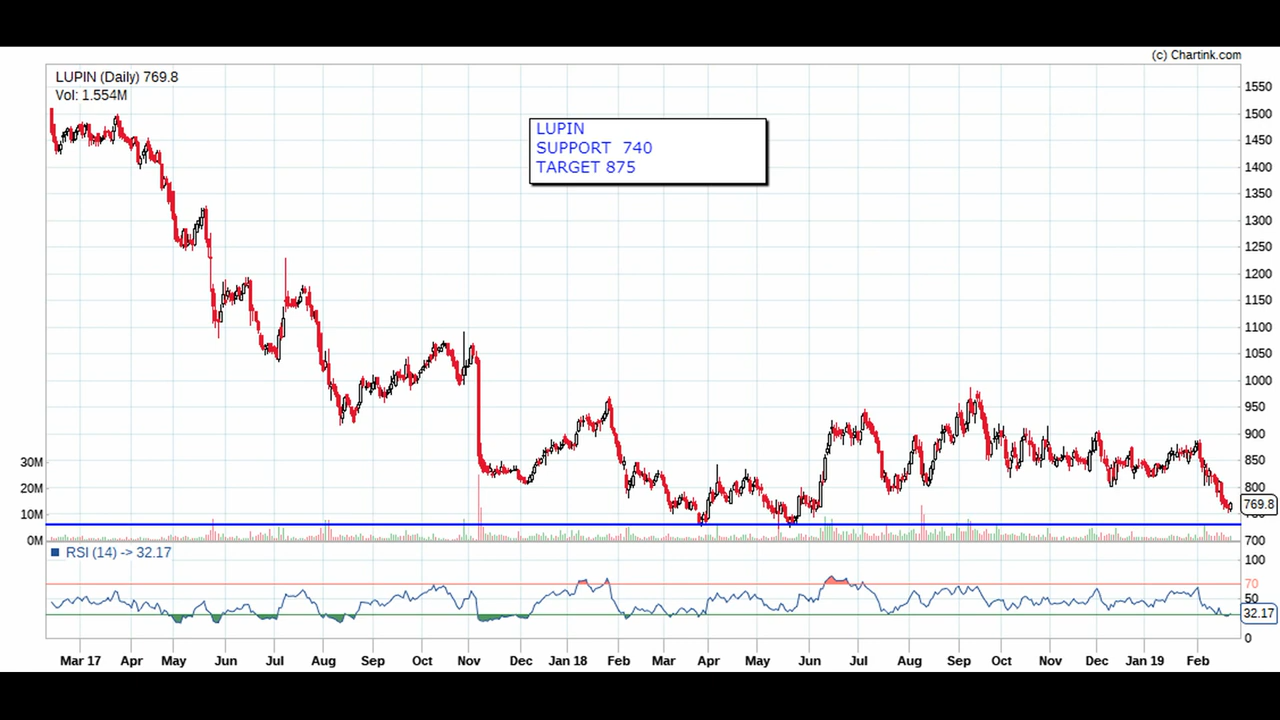 (c) Chartink.com
LUPIN (Daily) 769.8
Vol: 1.554M
LUPIN
SUPPORT 740
TARGET 875
1550
1500
1450
1400
1350
1300
1250
1200
1150
1100
1050
1000
950
900
850
800
769.8
700
30M
20M
10M
0M
RSI (14) -> 32.17
100
70
50
32.17
0
Mar 17 Apr May Jun Jul Aug Sep Oct Nov Dec Jan 18 Feb Mar Apr May Jun Jul Aug Sep Oct Nov Dec Jan 19 Feb